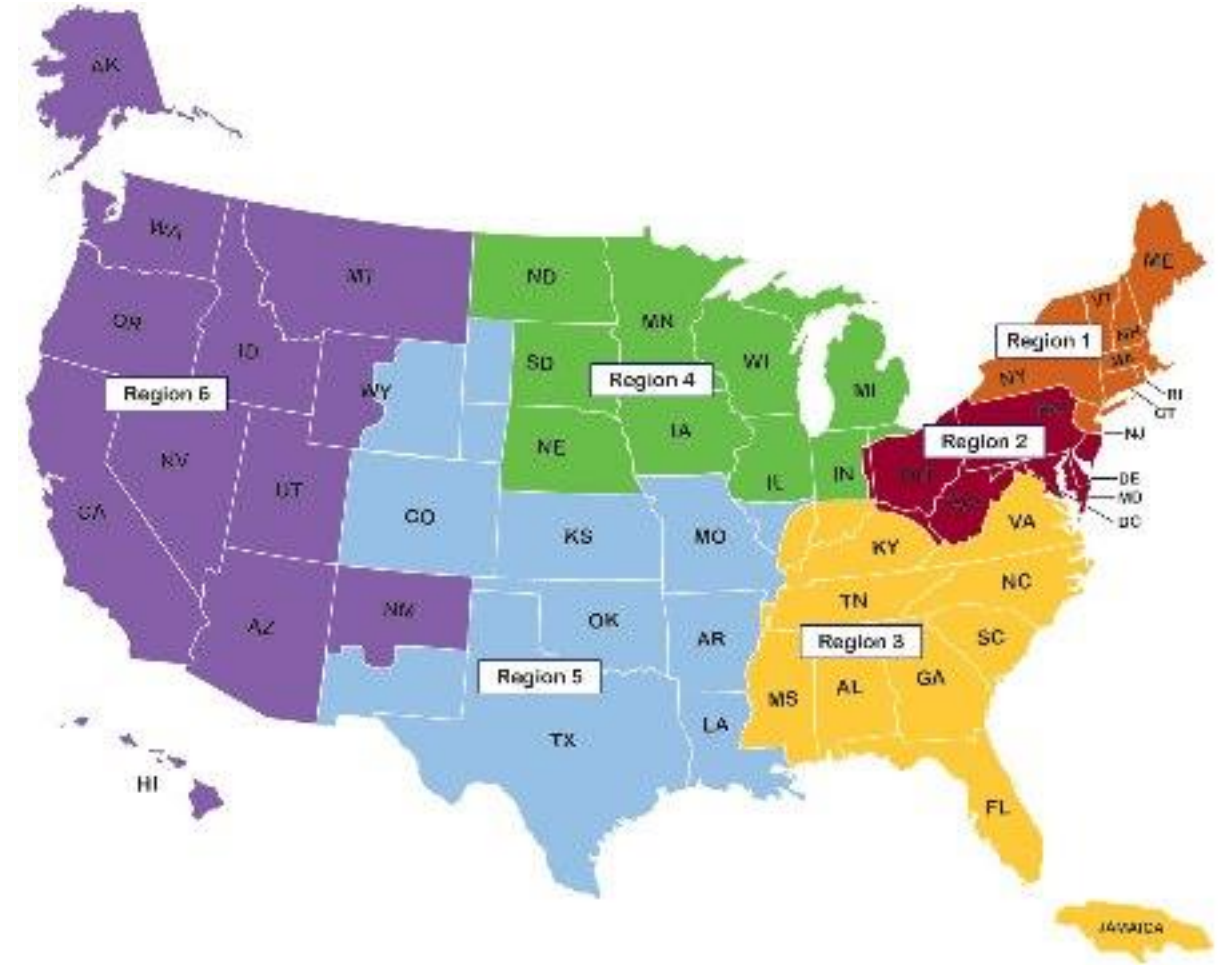 AK
WA
MT
ND
MN
ME
VT
NH
OR
ID
Region 1
MA
SD
Region 4
WI
MI
NY
RI
CT
Region 6
WY
NE
IA
PA
Region 2
NJ
NV
UT
IL
IN
OH
WV
DE
MD
DC
CA
CO
KS
MO
KY
VA
AZ
NM
OK
AR
TN
NC
Region 3
SC
Region 5
MS
AL
GA
LA
TX
HI
FL
JAMAICA